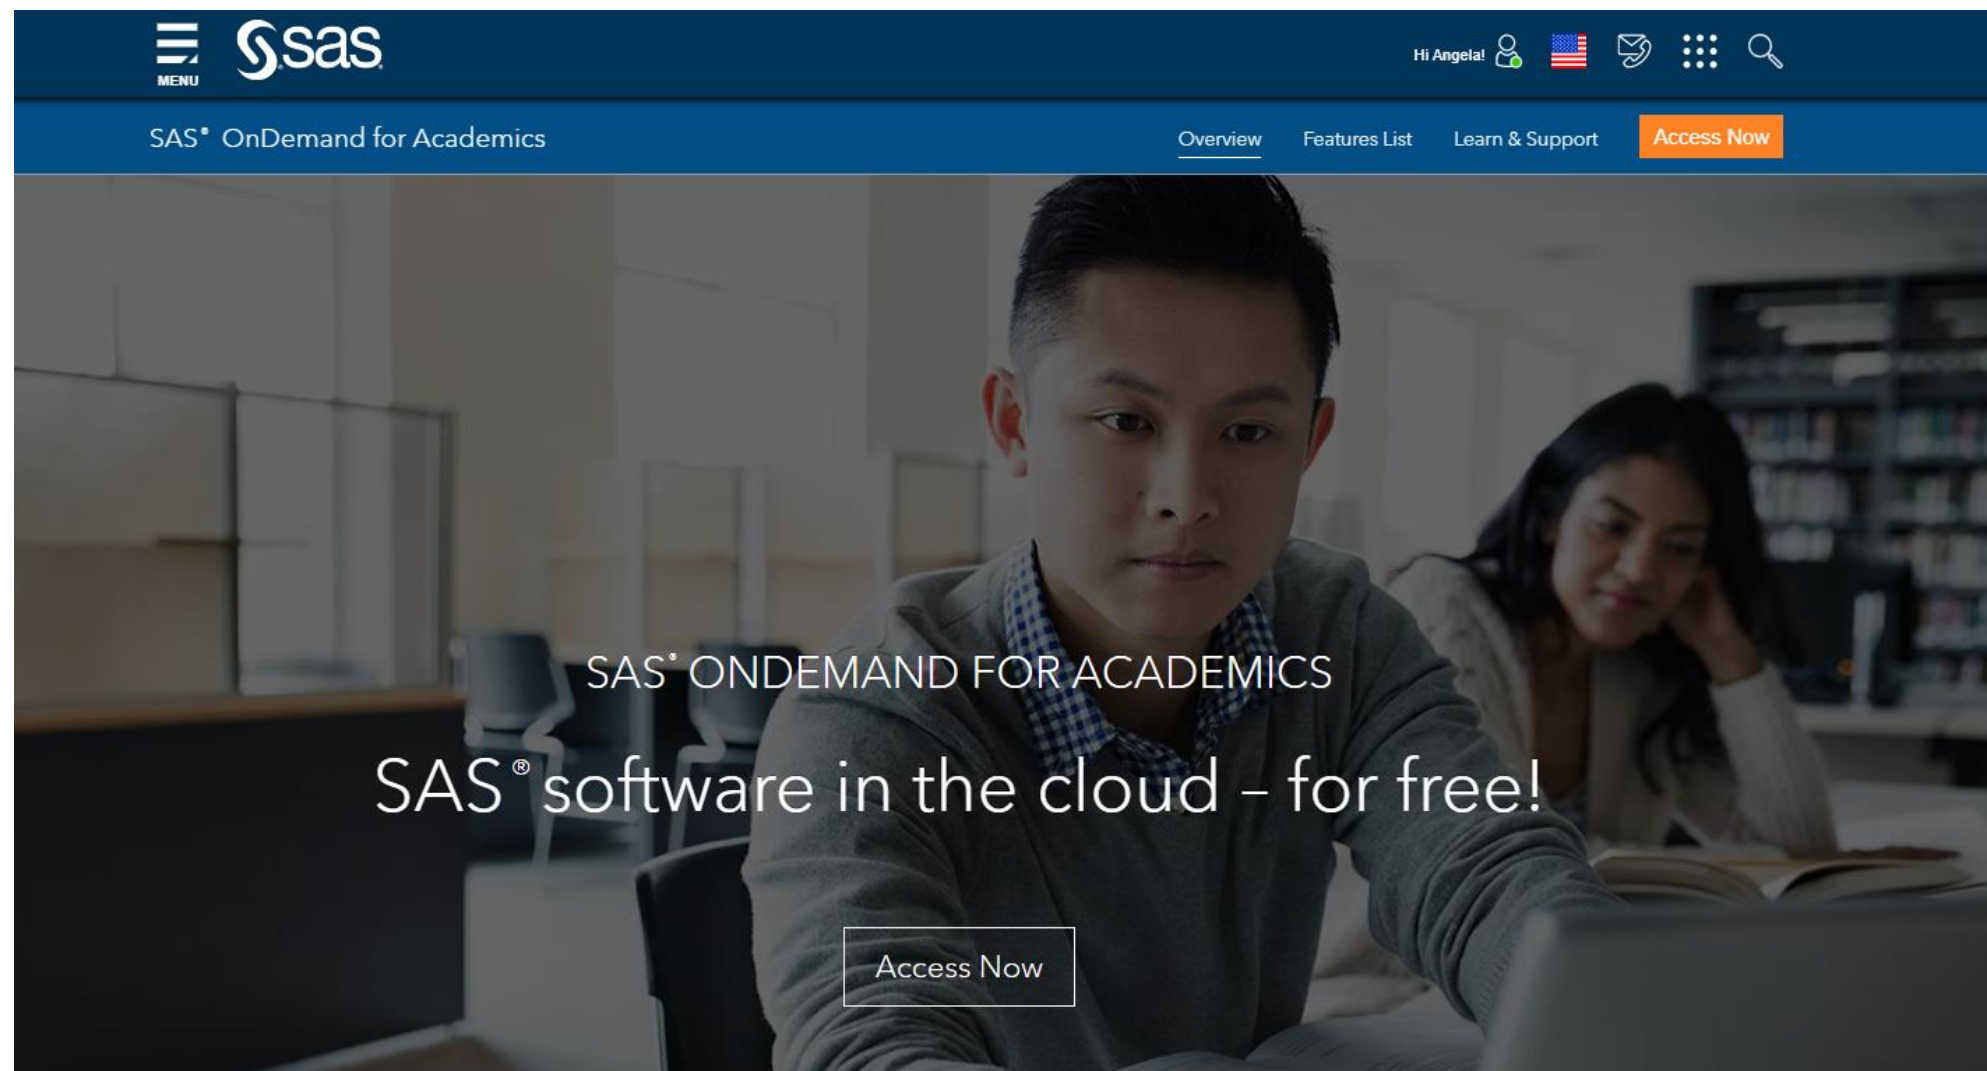 MENU
sas
Hi Angela!
SAS® OnDemand for Academics
Overview
Features List
Learn & Support
Access Now
SAS® ONDEMAND FOR ACADEMICS
SAS® software in the cloud – for free!
Access Now